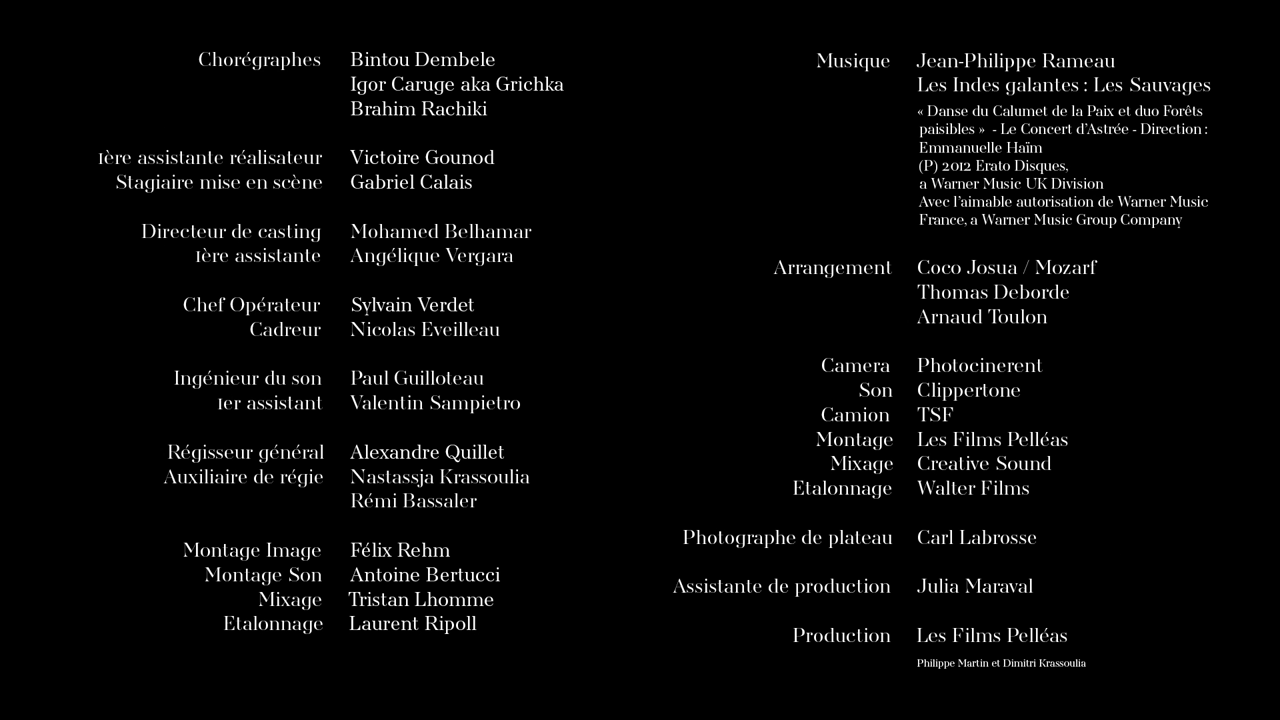 Chorégraphes Bintou Dembele
Igor Caruge aka Grichka
Brahim Rachiki
1ère assistante réalisateur Victoire Gounod
Stagiaire mise en scène Gabriel Calais
Directeur de casting Mohamed Belhamar
1ère assistante Angélique Vergara
Chef Opérateur Sylvain Verdet
Cadreur Nicolas Eveilleau
Ingénieur du son Paul Guilloteau
1er assistant Valentin Sampietro
Régisseur général Alexandre Quillet
Auxiliaire de régie Nastassja Krassoulia
Rémi Bassaler
Montage Image Félix Rehm
Montage Son Antoine Bertucci
Mixage Tristan Lhomme
Etalonnage Laurent Ripoll
Musique Jean-Philippe Rameau
Les Indes galantes : Les Sauvages
« Danse du Calumet de la Paix et duo Forêts
paisibles » - Le Concert d'Astrée - Direction :
Emmanuelle Haïm
(P) 2012 Erato Disques,
a Warner Music UK Division
Avec l'aimable autorisation de Warner Music
France, a Warner Music Group Company
Arrangement Coco Josua / Mozarf
Thomas Deborde
Arnaud Toulon
Camera Photocinerent
Son Clippertone
Camion TSF
Montage Les Films Pelléas
Mixage Creative Sound
Etalonnage Walter Films
Photographe de plateau Carl Labrosse
Assistante de production Julia Maraval
Production Les Films Pelléas
Philippe Martin et Dimitri Krassoulia